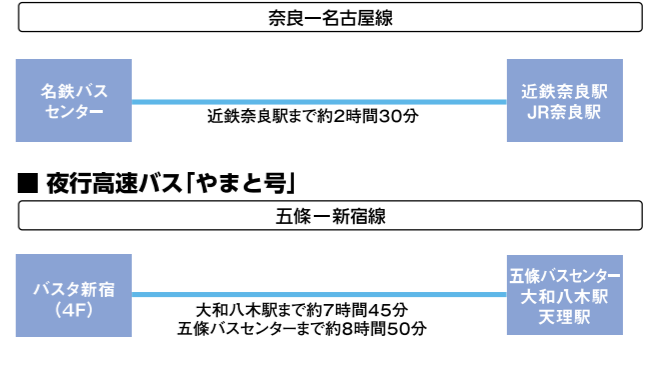 奈良ー名古屋線
名鉄バス
センター
近鉄奈良駅まで約2時間30分
近鉄奈良駅
JR奈良駅
■ 夜行高速バス「やまと号」
五條ー新宿線
バスタ新宿
(4F)
大和八木駅まで約7時間45分
五條バスセンターまで約8時間50分
五條バスセンター
大和八木駅
天理駅